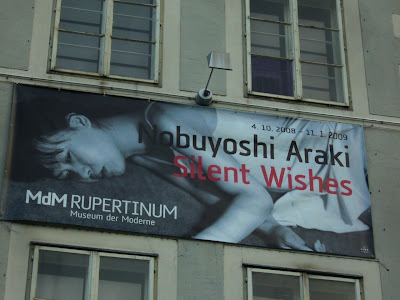 4. 10. 2008 - 11. 1. 2009
Nobuyoshi Araki
Silent Wishes
MdM RUPERTINUM
Museum der Moderne